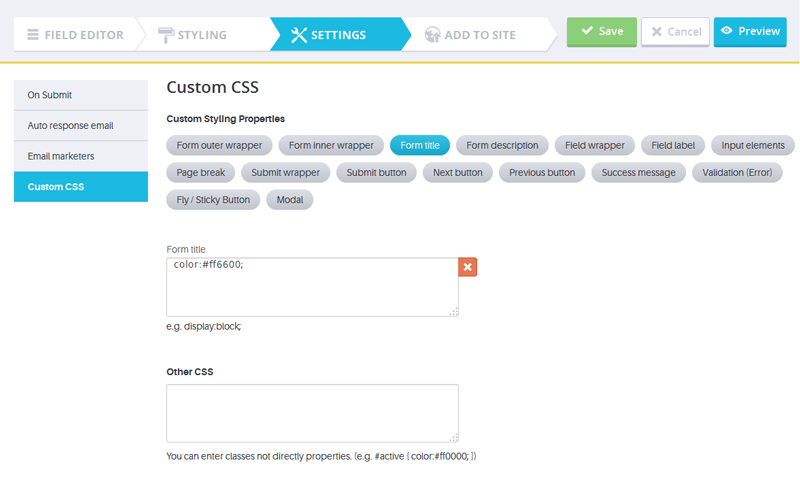 FIELD EDITOR STYLING SETTINGS ADD TO SITE Save Cancel Preview
On Submit
Auto response email
Email marketers
Custom CSS
Custom CSS
Custom Styling Properties
Form outer wrapper Form inner wrapper Form title Form description Field wrapper Field label Input elements
Page break Submit wrapper Submit button Next button Previous button Success message Validation (Error)
Fly / Sticky Button Modal
Form title
color:#ff6600;
e.g. display:block;
Other CSS
You can enter classes not directly properties. (e.g. #active { color:#ff0000; })